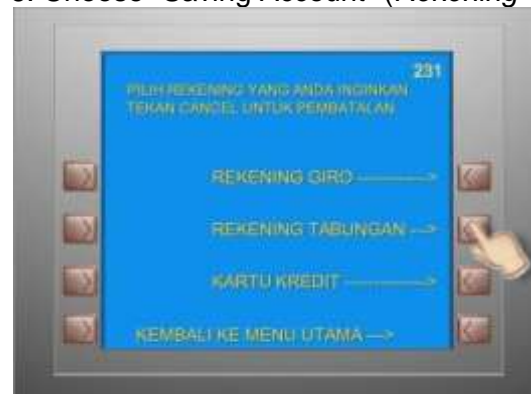 Choose "Saving Account" (Rekening
231
PILIH REKENING YANG ANDA INGINKAN
TEKAN CANCEL UNTUK PEMBATALAN
REKENING GIRO ------------>
REKENING TABUNGAN --->
KARTU KREDIT ------------->
KEMBALI KE MENU UTAMA --->